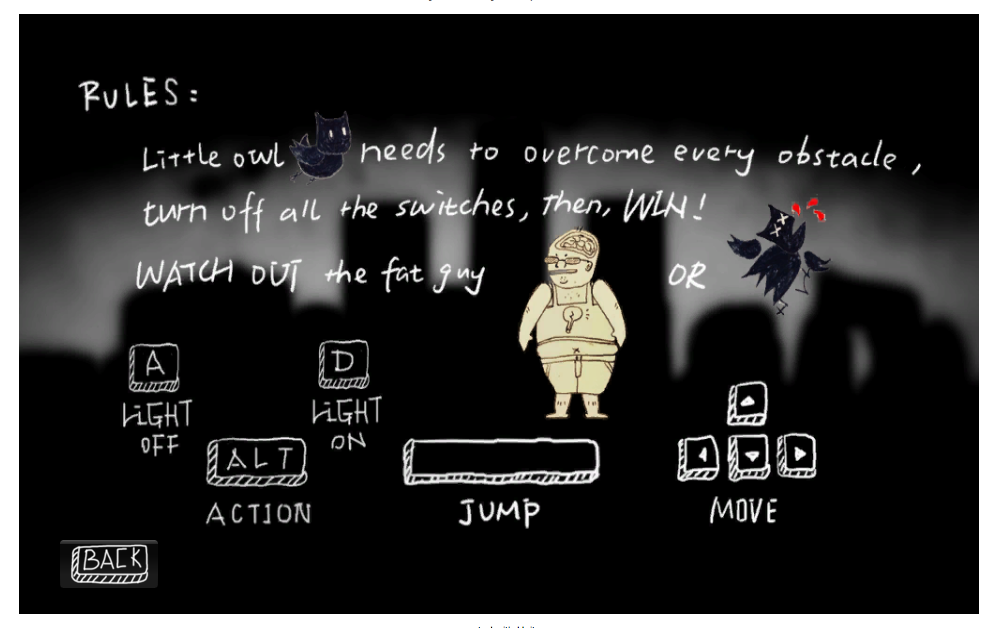 RULES:
Little owl needs to overcome every obstacle,
turn off all the switches, Then, WIN!
WATCH OUT the fat guy OR
A
D
LiGHT
OFF
LiGHT
ON
ALT
ACTION
JUMP
MOVE
BACK